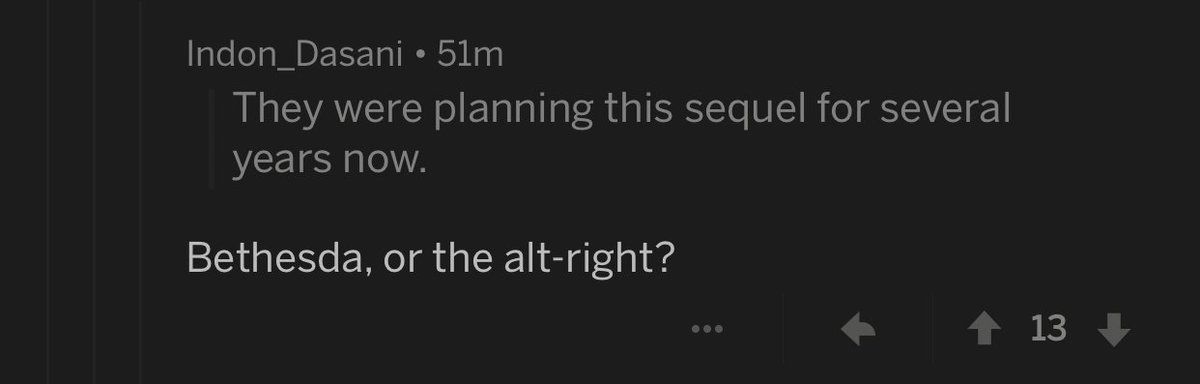 Indon_Dasani • 51m
They were planning this sequel for several
years now.
Bethesda, or the alt-right?
13